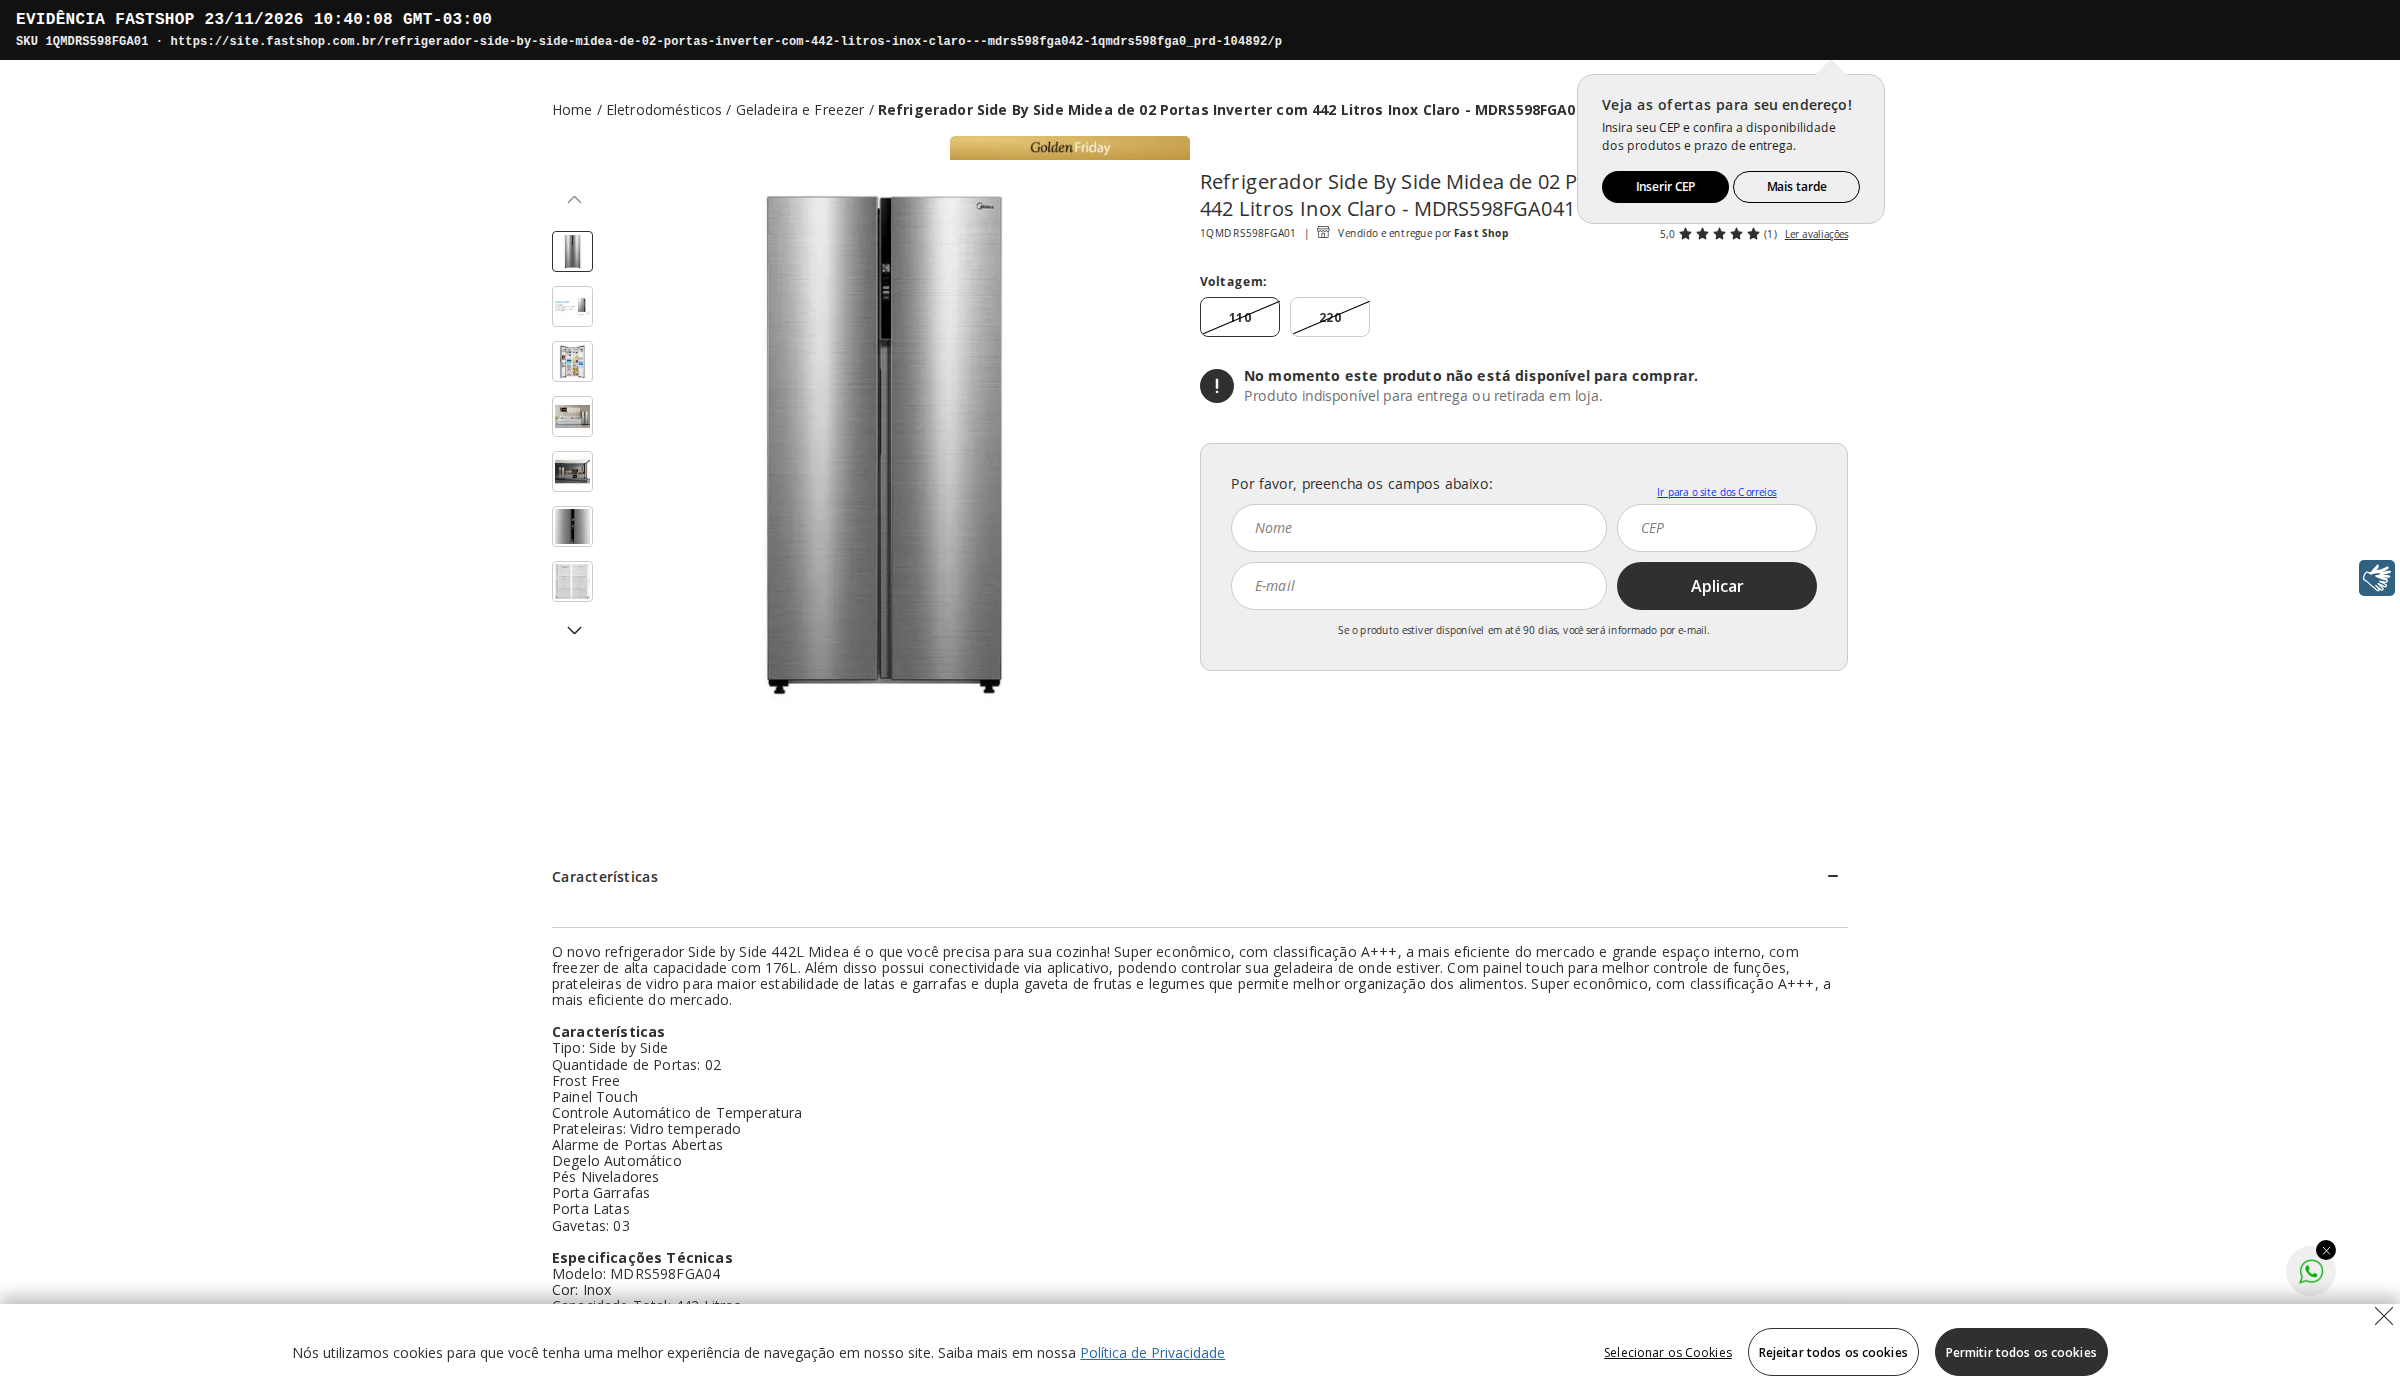 EVIDÊNCIA FASTSHOP 23/11/2026 10:40:08 GMT-03:00
SKU 1QMDRS598FGA01 · https://site.fastshop.com.br/refrigerador-side-by-side-midea-de-02-portas-inverter-com-442-litros-inox-claro---mdrs598fga042-1qmdrs598fga0_prd-104892/p
Home / Eletrodomésticos / Geladeira e Freezer / Refrigerador Side By Side Midea de 02 Portas Inverter com 442 Litros Inox Claro - MDRS598FGA0
Veja as ofertas para seu endereço!
Insira seu CEP e confira a disponibilidade
dos produtos e prazo de entrega.
Inserir CEP
Mais tarde
Golden Friday
Refrigerador Side By Side Midea de 02 P
442 Litros Inox Claro - MDRS598FGA041
1QMDRS598FGA01 | Vendido e entregue por Fast Shop
5,0 (1) Ler avaliações
Midea
Voltagem:
110
220
No momento este produto não está disponível para comprar.
Produto indisponível para entrega ou retirada em loja.
Por favor, preencha os campos abaixo:
Ir para o site dos Correios
Nome
CEP
E-mail
Aplicar
Se o produto estiver disponível em até 90 dias, você será informado por e-mail.
Características
O novo refrigerador Side by Side 442L Midea é o que você precisa para sua cozinha! Super econômico, com classificação A+++, a mais eficiente do mercado e grande espaço interno, com
freezer de alta capacidade com 176L. Além disso possui conectividade via aplicativo, podendo controlar sua geladeira de onde estiver. Com painel touch para melhor controle de funções,
prateleiras de vidro para maior estabilidade de latas e garrafas e dupla gaveta de frutas e legumes que permite melhor organização dos alimentos. Super econômico, com classificação A+++, a
mais eficiente do mercado.
Características
Tipo: Side by Side
Quantidade de Portas: 02
Frost Free
Painel Touch
Controle Automático de Temperatura
Prateleiras: Vidro temperado
Alarme de Portas Abertas
Degelo Automático
Pés Niveladores
Porta Garrafas
Porta Latas
Gavetas: 03
Especificações Técnicas
Modelo: MDRS598FGA04
Cor: Inox
Capacidade Total: 442 Litros
Nós utilizamos cookies para que você tenha uma melhor experiência de navegação em nosso site. Saiba mais em nossa Política de Privacidade
Selecionar os Cookies
Rejeitar todos os cookies
Permitir todos os cookies